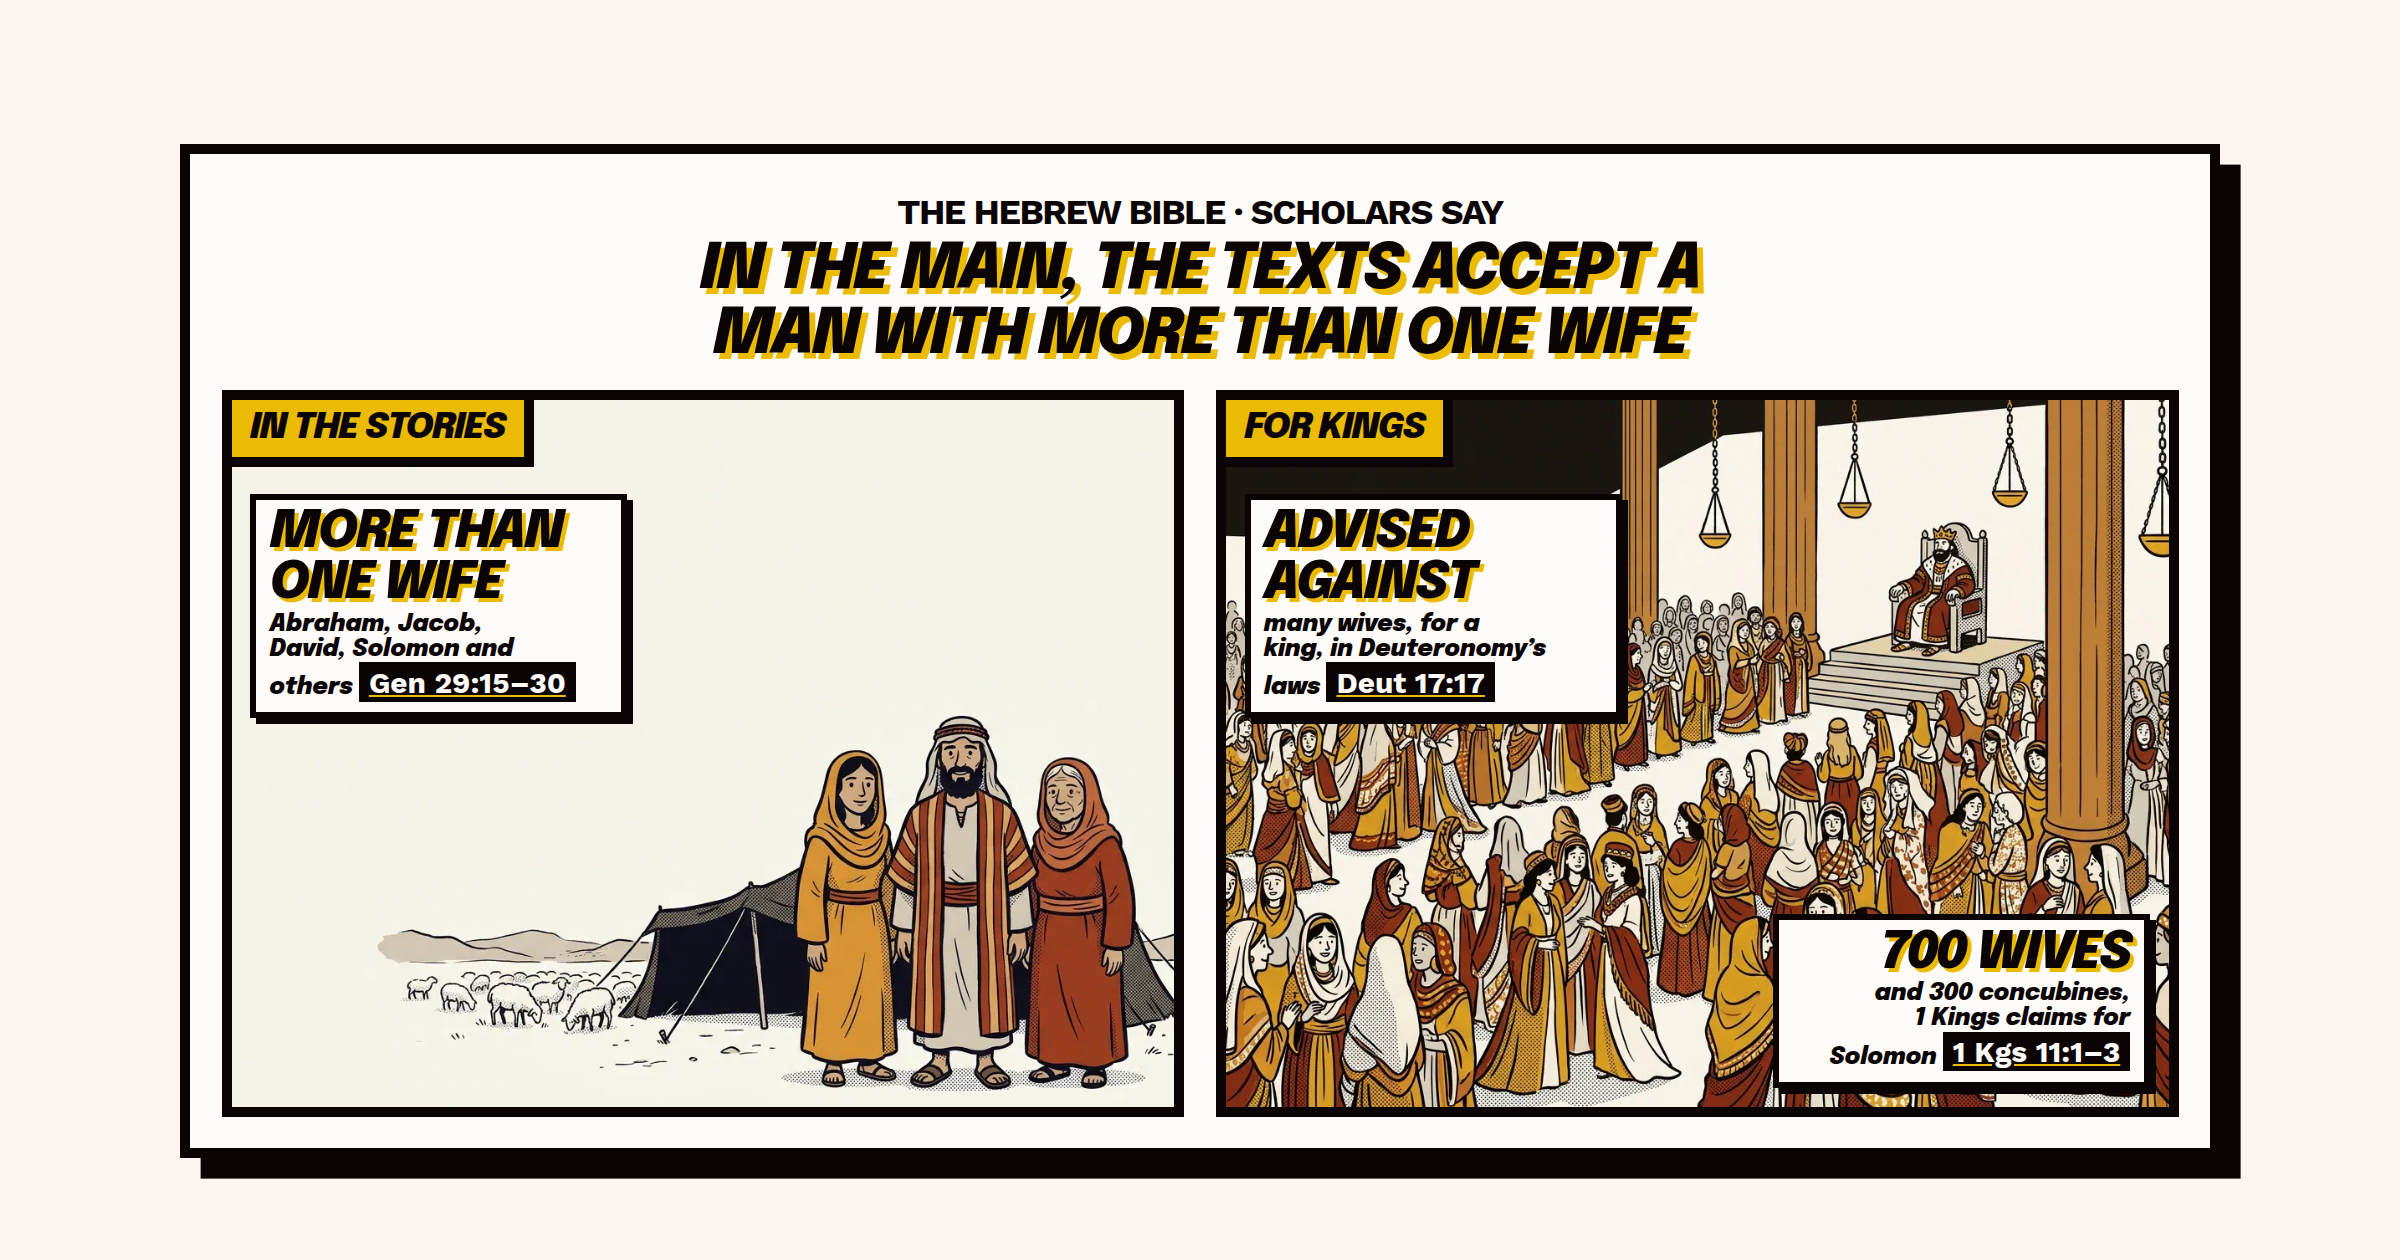 THE HEBREW BIBLE · SCHOLARS SAY
IN THE MAIN, THE TEXTS ACCEPT A
MAN WITH MORE THAN ONE WIFE
IN THE STORIES
MORE THAN
ONE WIFE
Abraham, Jacob,
David, Solomon and
others Gen 29:15–30
FOR KINGS
ADVISED
AGAINST
many wives, for a
king, in Deuteronomy’s
laws Deut 17:17
700 WIVES
and 300 concubines,
1 Kings claims for
Solomon 1 Kgs 11:1–3